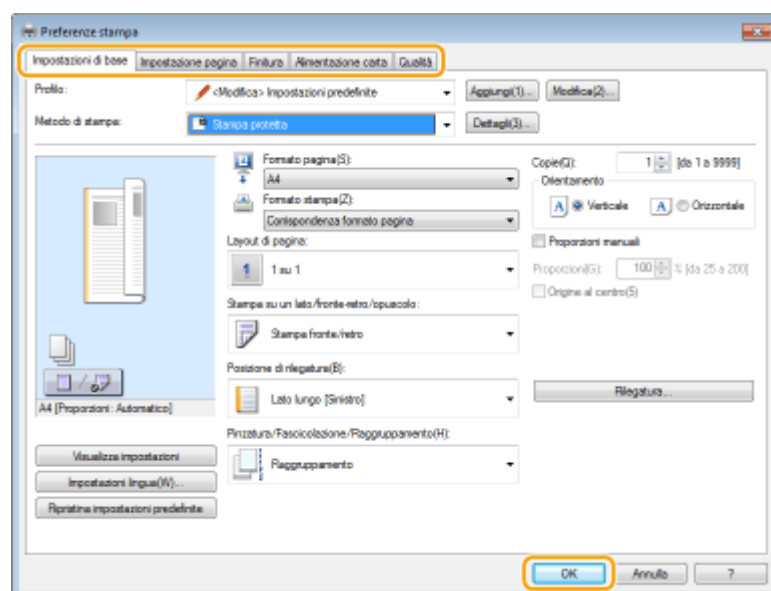 Preferenze stampa
Impostazioni di base Impostazione pagina Finitura Alimentazione carta Qualità
Profilo: <Modifica> Impostazioni predefinite Aggiungi(1)... Modifica(2)...
Metodo di stampa: Stampa protetta Dettagli(3)...
Formato pagina(S):
A4
Formato stampa(Z):
Corrispondenza formato pagina
Layout di pagine:
1 1 su 1
Stampa su un lato/fronte-retro/opuscolo:
Stampa fronte/retro
Posizione di rilegatura(B):
Lato lungo [Sinistro]
Pinzatura/Fascicolazione/Raggruppamento(H):
Raggruppamento
Copie(Q): 1 [da 1 a 9999]
Orientamento
A Verticale A Orizzontale
Proporzioni manuali
Proporzioni(G): 100 % [da 25 a 200]
Origine al centro(5)
Rilegatura...
A4 [Proporzioni: Automatico]
Visualizza impostazioni
Impostazioni lingua(W)...
Ripristina impostazioni predefinite
OK Annulla ?